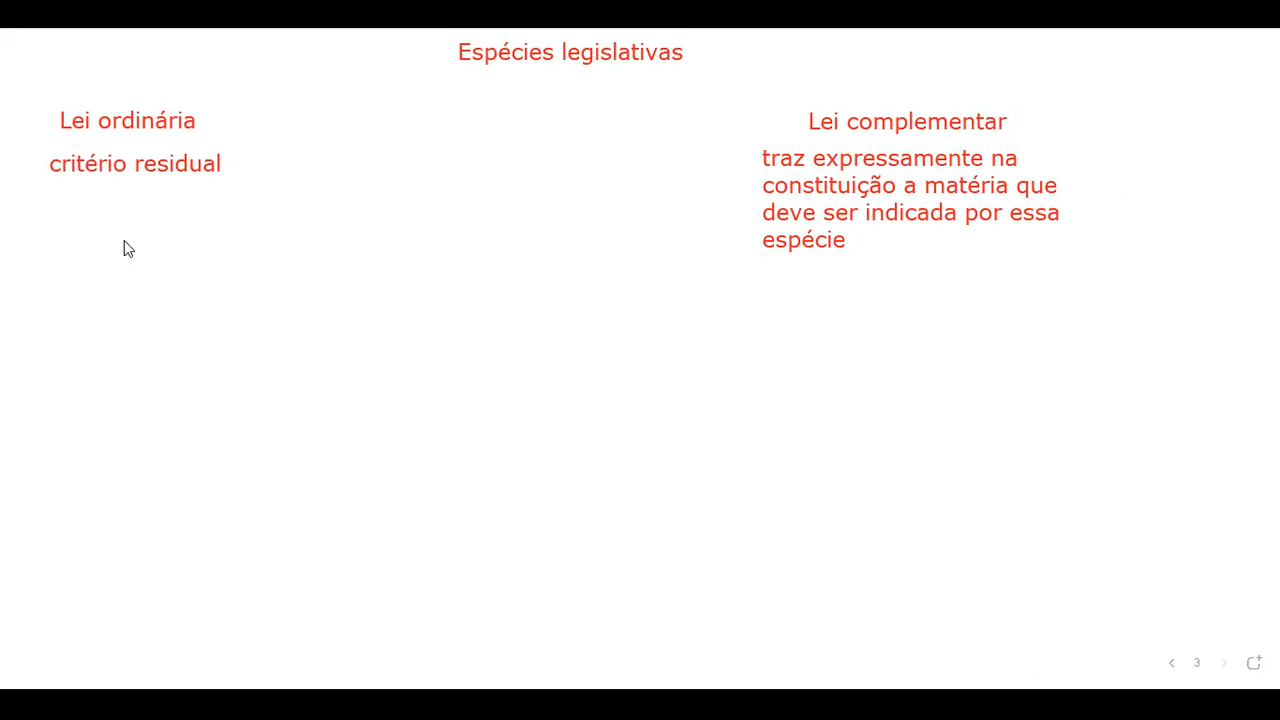 Espécies legislativas
Lei ordinária
critério residual
Lei complementar
traz expressamente na
constituição a matéria que
deve ser indicada por essa
espécie
3